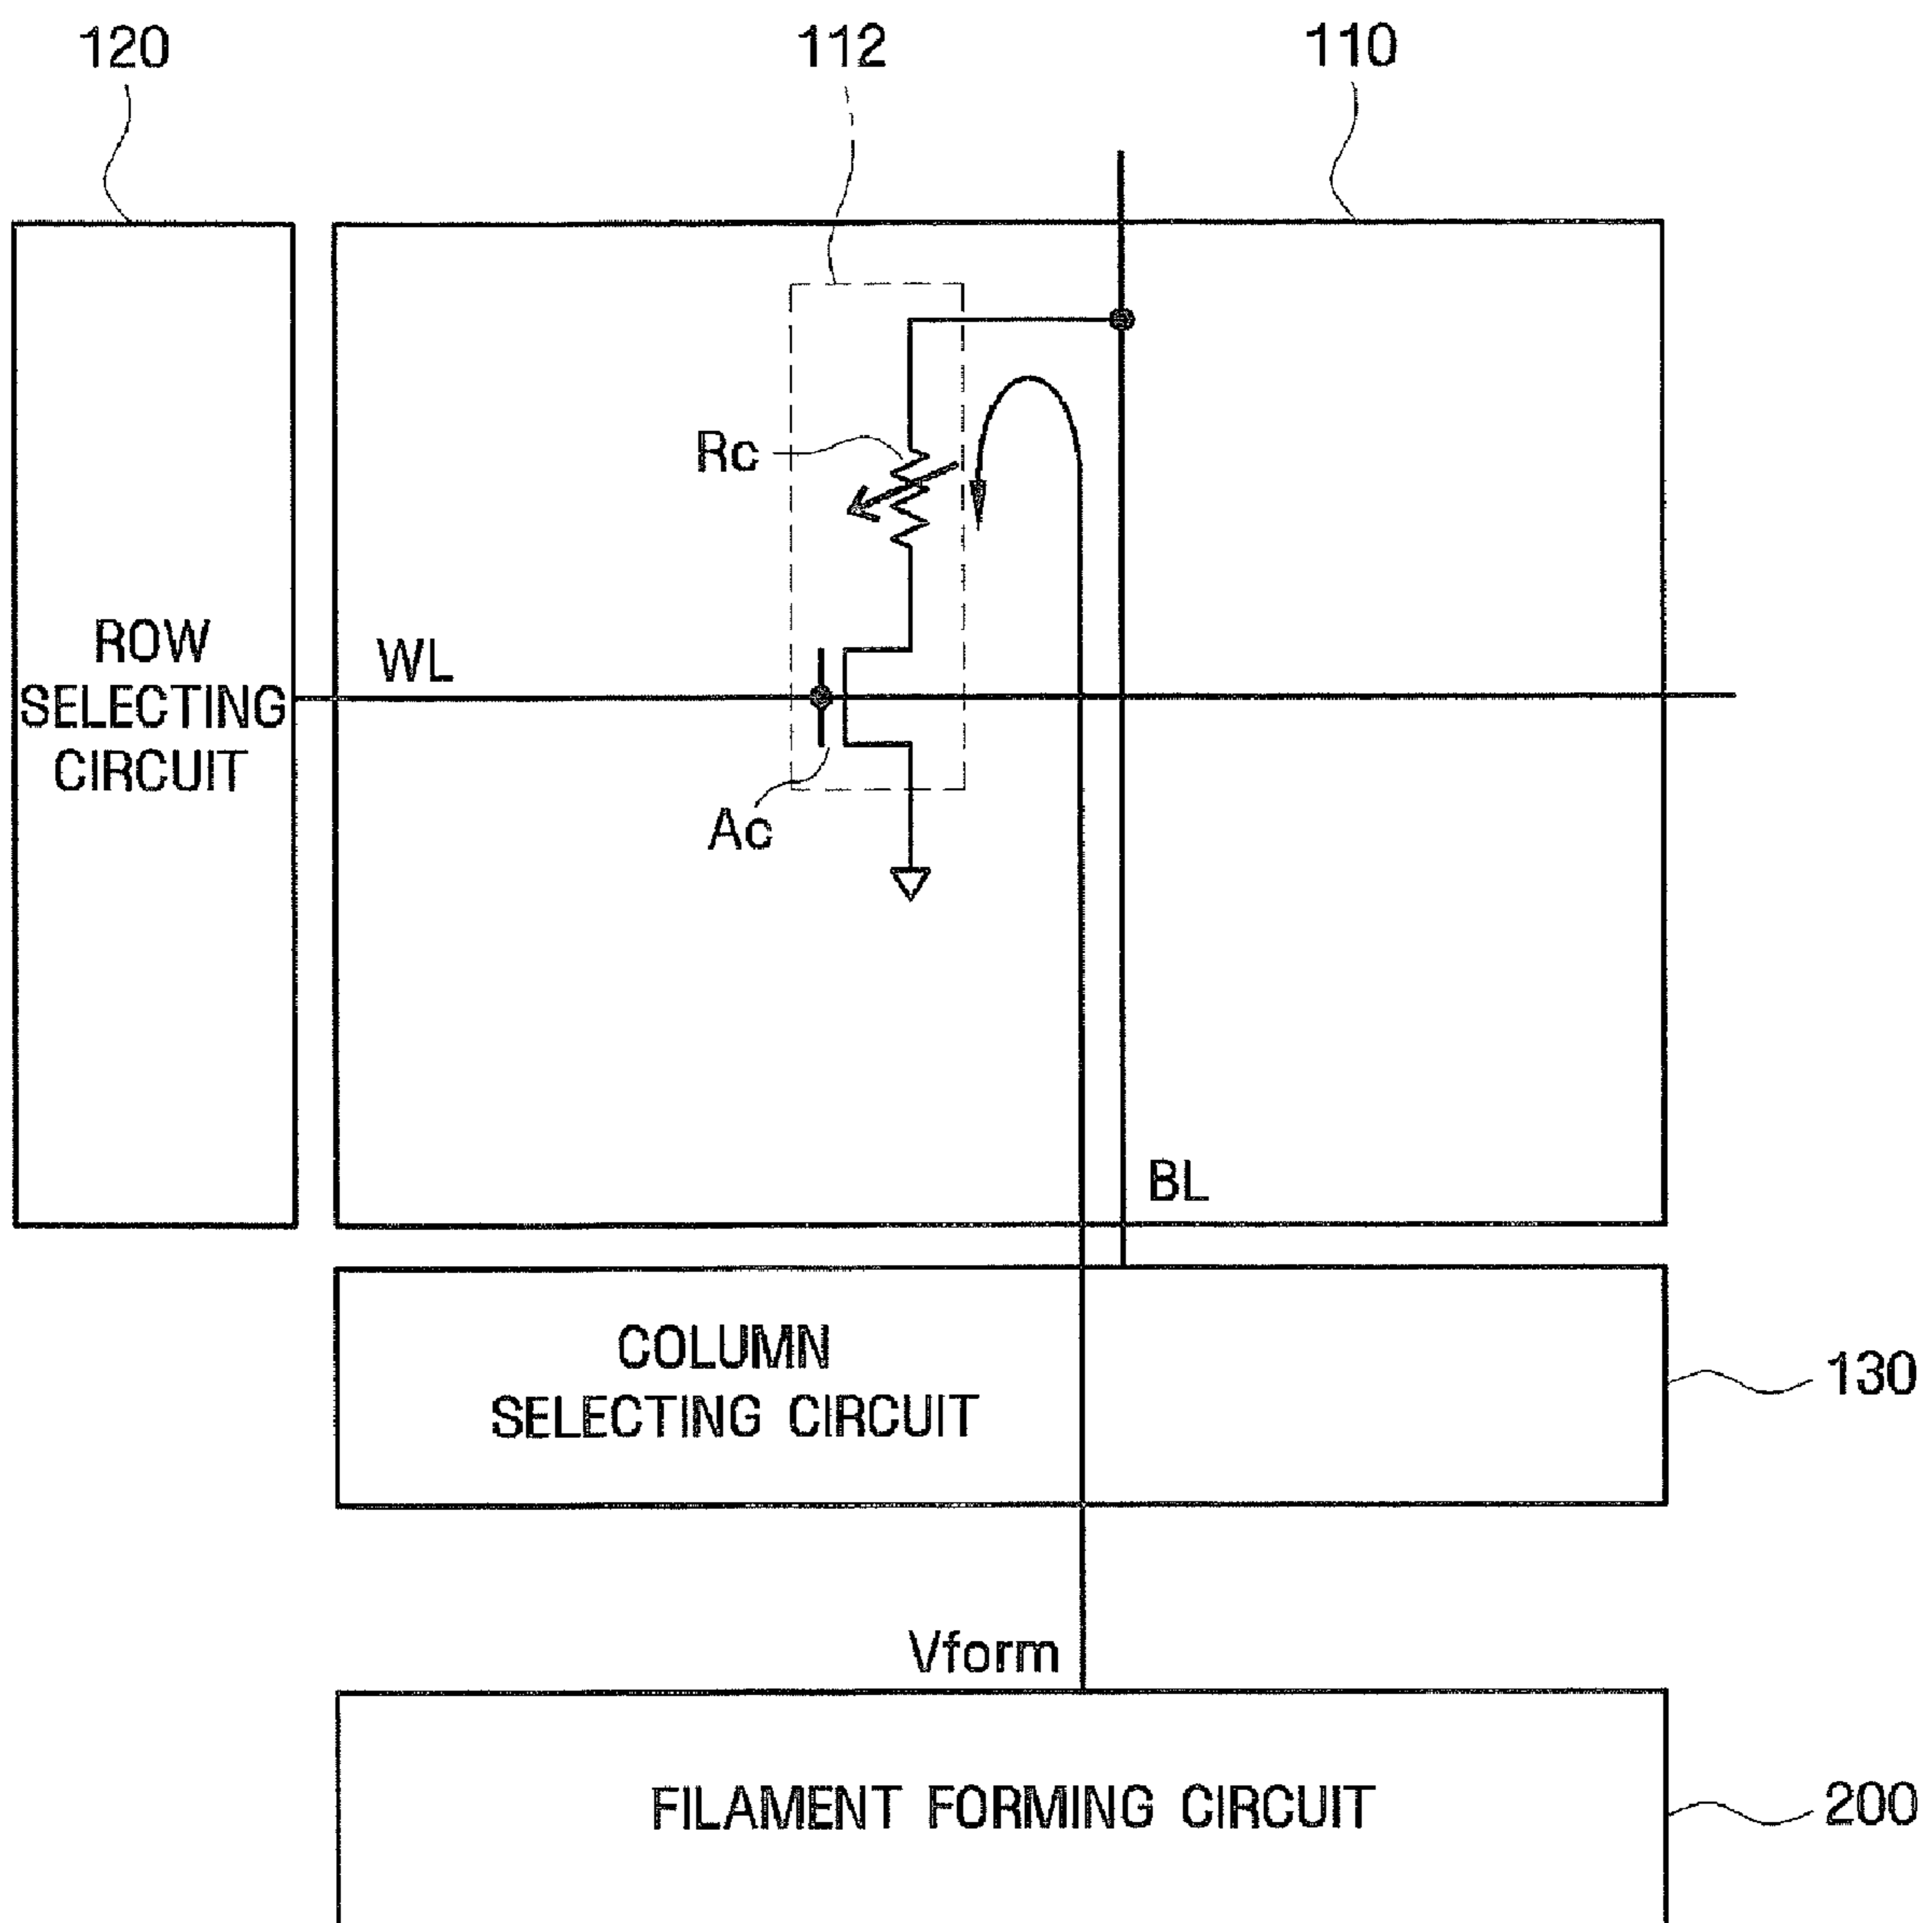 120
112
110
Rc
ROW
SELECTING
CIRCUIT
WL
Ac
BL
COLUMN
SELECTING CIRCUIT
130
Vform
FILAMENT FORMING CIRCUIT
200